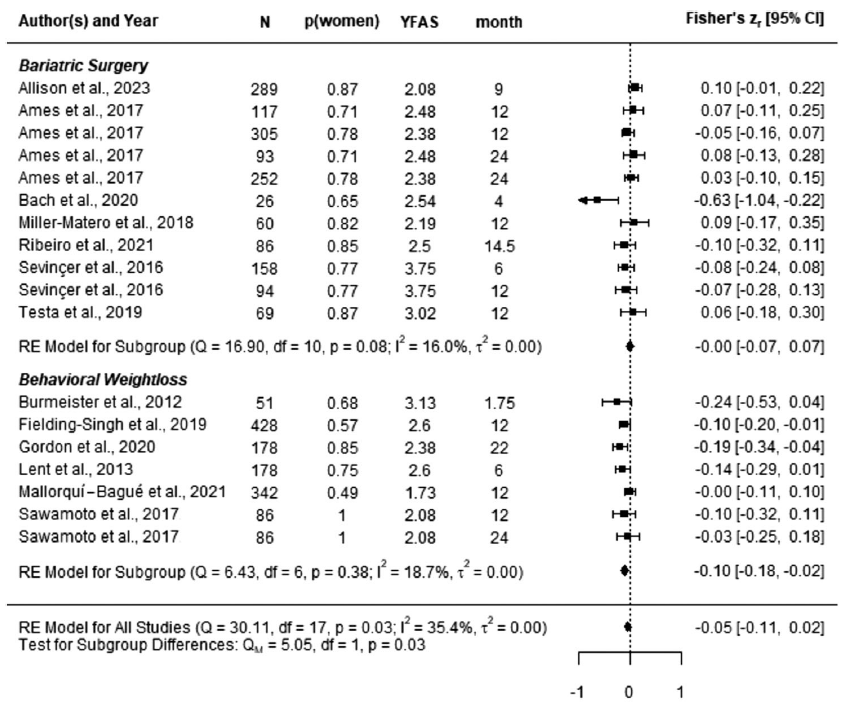 Author(s) and Year N p(women) YFAS month Fisher's zr [95% CI]
Bariatric Surgery
Allison et al., 2023 289 0.87 2.08 9 0.10 [-0.01, 0.22]
Ames et al., 2017 117 0.71 2.48 12 0.07 [-0.11, 0.25]
Ames et al., 2017 305 0.78 2.38 12 -0.05 [-0.16, 0.07]
Ames et al., 2017 93 0.71 2.48 24 0.08 [-0.13, 0.28]
Ames et al., 2017 252 0.78 2.38 24 0.03 [-0.10, 0.15]
Bach et al., 2020 26 0.65 2.54 4 -0.63 [-1.04, -0.22]
Miller-Matero et al., 2018 60 0.82 2.19 12 0.09 [-0.17, 0.35]
Ribeiro et al., 2021 86 0.85 2.5 14.5 -0.10 [-0.32, 0.11]
Sevinçer et al., 2016 158 0.77 3.75 6 -0.08 [-0.24, 0.08]
Sevinçer et al., 2016 94 0.77 3.75 12 -0.07 [-0.28, 0.13]
Testa et al., 2019 69 0.87 3.02 12 0.06 [-0.18, 0.30]
RE Model for Subgroup (Q = 16.90, df = 10, p = 0.08; I² = 16.0%, τ² = 0.00) -0.00 [-0.07, 0.07]
Behavioral Weightloss
Burmeister et al., 2012 51 0.68 3.13 1.75 -0.24 [-0.53, 0.04]
Fielding-Singh et al., 2019 428 0.57 2.6 12 -0.10 [-0.20, -0.01]
Gordon et al., 2020 178 0.85 2.38 22 -0.19 [-0.34, -0.04]
Lent et al., 2013 178 0.75 2.6 6 -0.14 [-0.29, 0.01]
Mallorquí–Bagué et al., 2021 342 0.49 1.73 12 -0.00 [-0.11, 0.10]
Sawamoto et al., 2017 86 1 2.08 12 -0.10 [-0.32, 0.11]
Sawamoto et al., 2017 86 1 2.08 24 -0.03 [-0.25, 0.18]
RE Model for Subgroup (Q = 6.43, df = 6, p = 0.38; I² = 18.7%, τ² = 0.00) -0.10 [-0.18, -0.02]
RE Model for All Studies (Q = 30.11, df = 17, p = 0.03; I² = 35.4%, τ² = 0.00) -0.05 [-0.11, 0.02]
Test for Subgroup Differences: QM = 5.05, df = 1, p = 0.03
-1 0 1